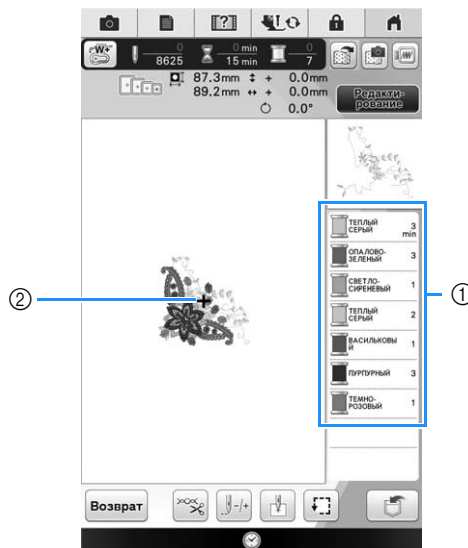 0
8625
0 min
15 min
0
7
87.3mm + 0.0mm
89.2mm + 0.0mm
0.0°
Редакти-
рование
ТЕПЛЫЙ
СЕРЫЙ
3
min
ОПАЛОВО-
ЗЕЛЕНЫЙ
3
СВЕТЛО-
СИРЕНЕВЫЙ
1
ТЕПЛЫЙ
СЕРЫЙ
2
ВАСИЛЬКОВЫ
Й
1
ПУРПУРНЫЙ
3
ТЕМНО-
РОЗОВЫЙ
1
①
②
Возврат